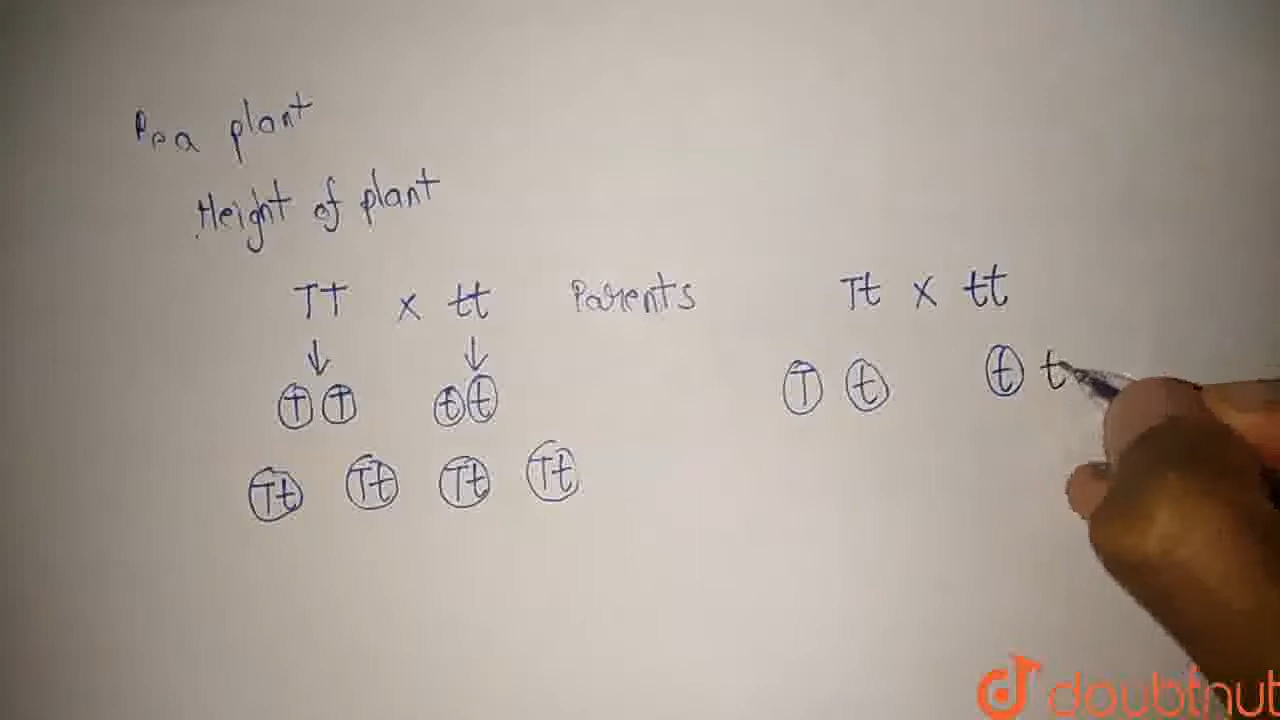 Pea plant
Height of plant
TT x tt Parents
T T t t
Tt Tt Tt Tt
Tt x tt
T t t t
doubtnut